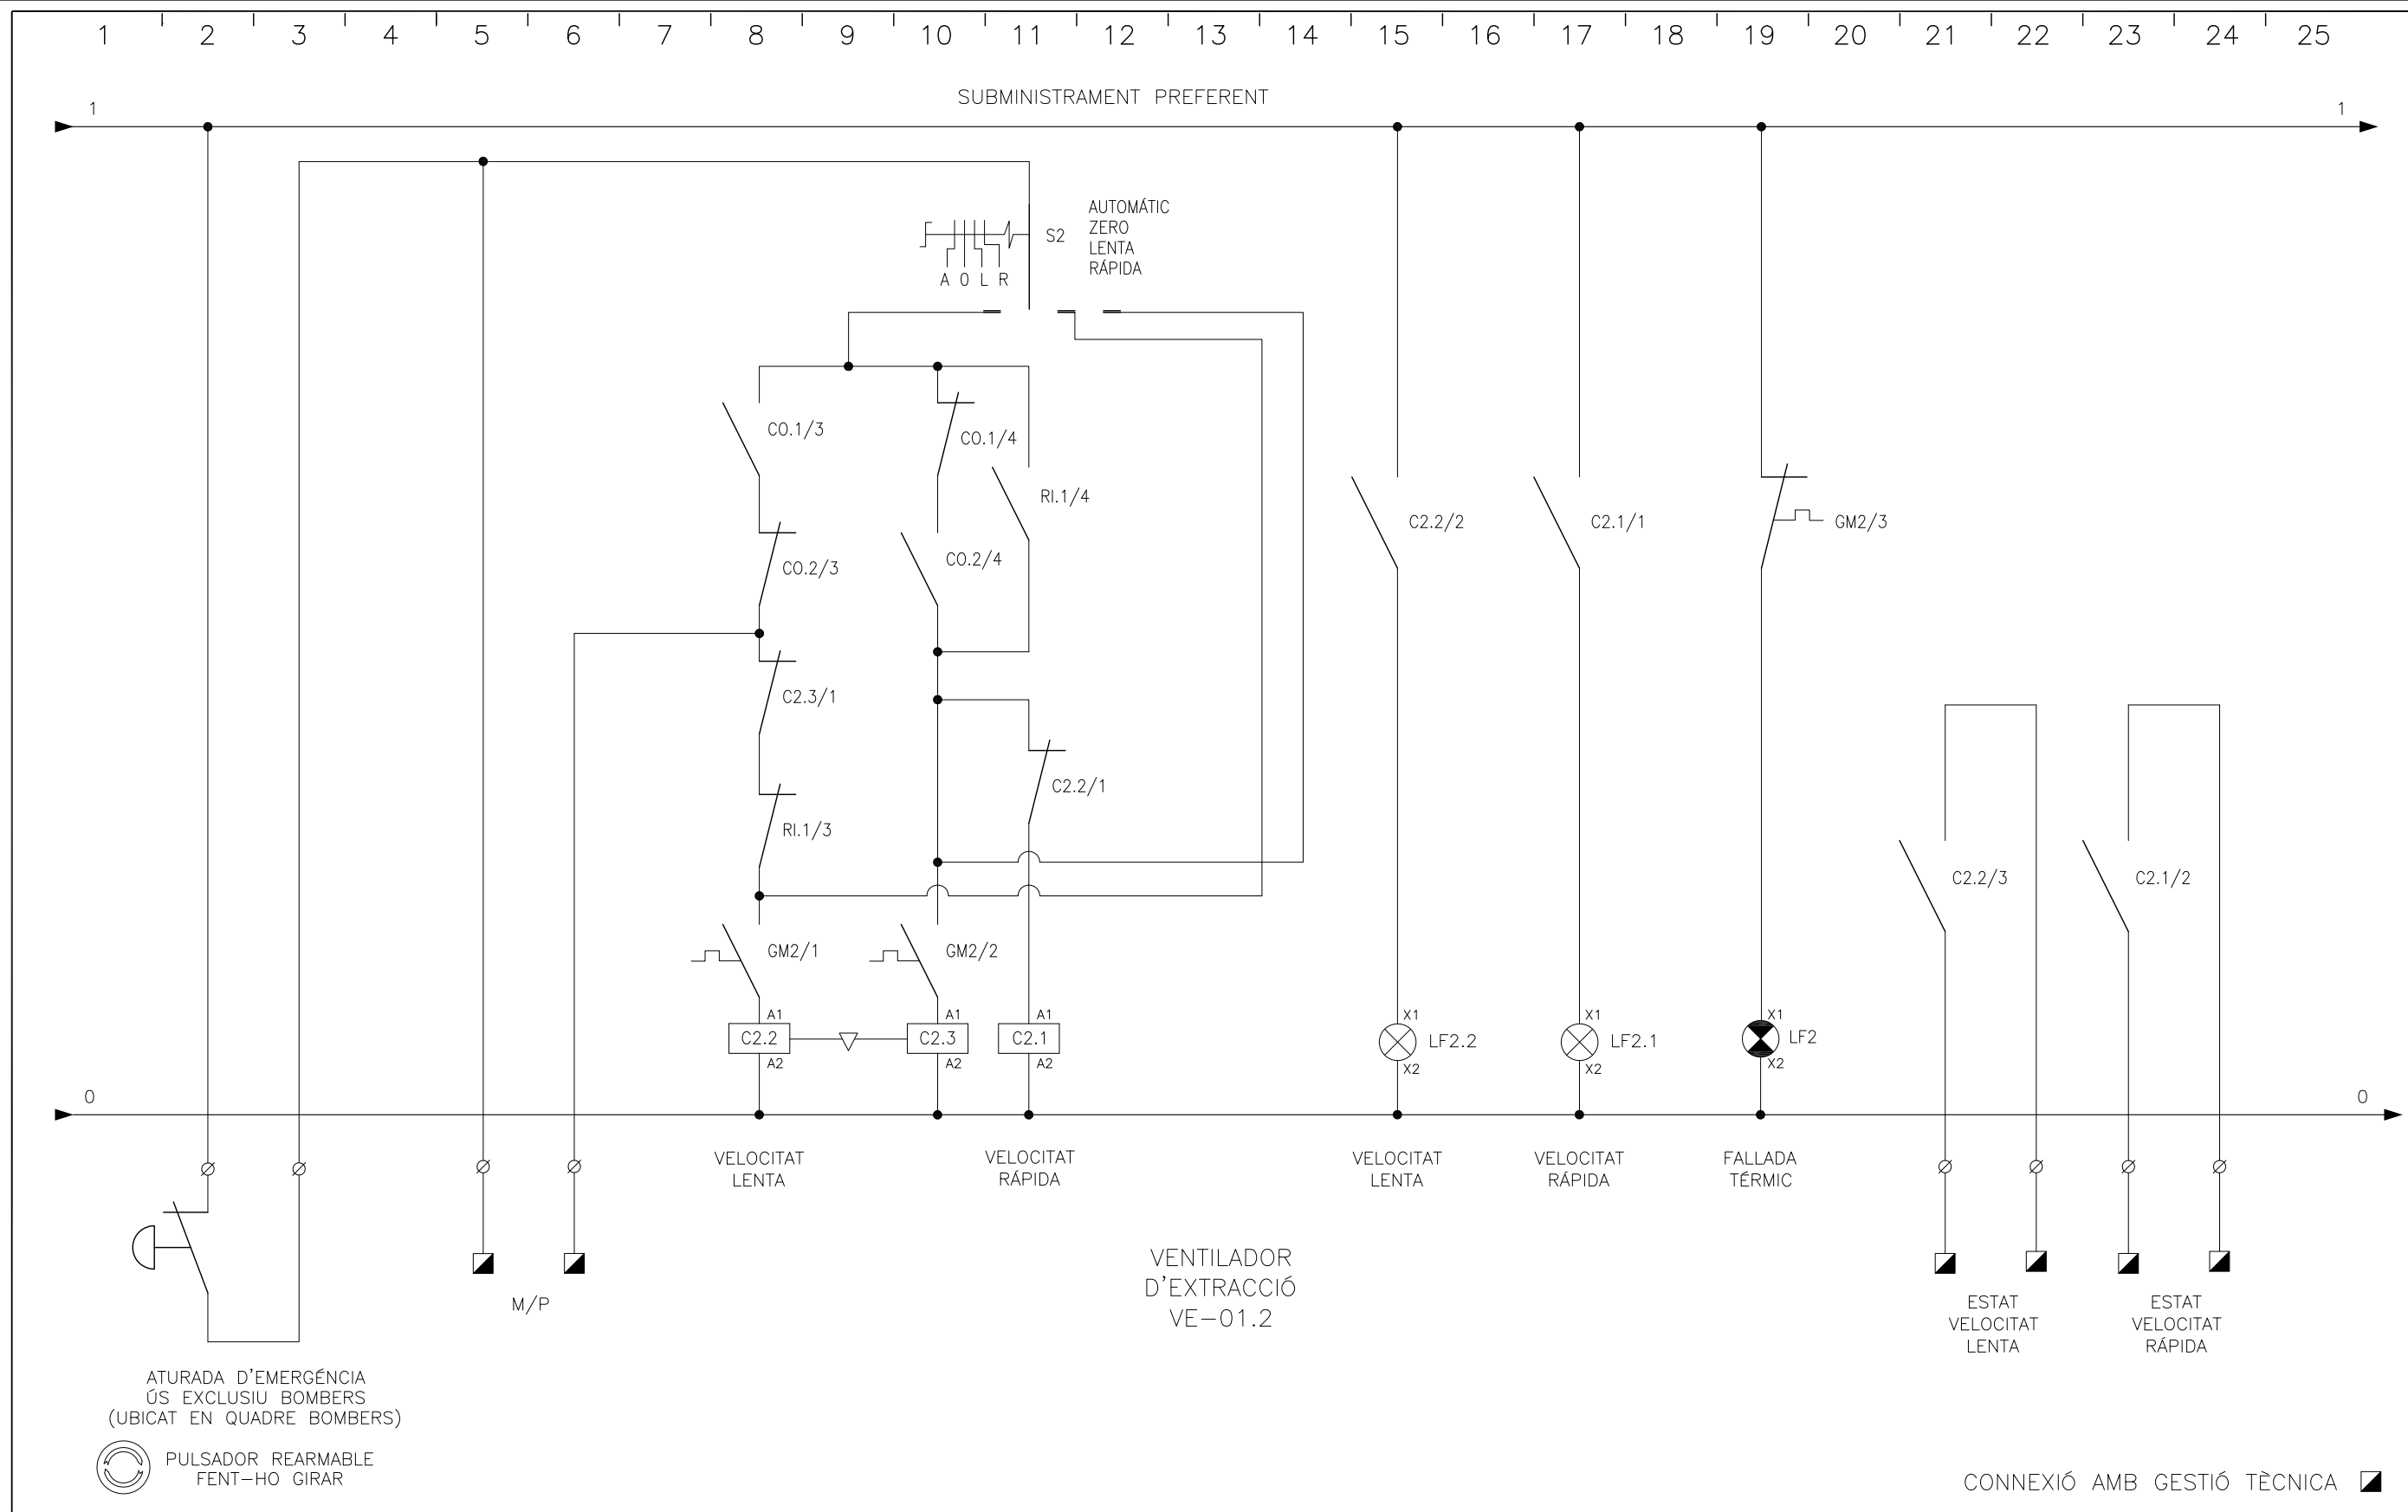 1 2 3 4 5 6 7 8 9 10 11 12 13 14 15 16 17 18 19 20 21 22 23 24 25
SUBMINISTRAMENT PREFERENT
1
1
AUTOMÁTIC
ZERO
LENTA
RÁPIDA
S2
A O L R
CO.1/3
CO.1/4
RI.1/4
CO.2/3
CO.2/4
C2.2/2
C2.1/1
GM2/3
C2.3/1
C2.2/1
RI.1/3
C2.2/3
C2.1/2
GM2/1
GM2/2
A1
A1
A1
X1
X1
X1
C2.2
C2.3
C2.1
LF2.2
LF2.1
LF2
A2
A2
A2
X2
X2
X2
0
0
VELOCITAT
LENTA
VELOCITAT
RÁPIDA
VELOCITAT
LENTA
VELOCITAT
RÁPIDA
FALLADA
TÉRMIC
M/P
VENTILADOR
D'EXTRACCIÓ
VE-01.2
ESTAT
VELOCITAT
LENTA
ESTAT
VELOCITAT
RÁPIDA
ATURADA D'EMERGÉNCIA
ÚS EXCLUSIU BOMBERS
(UBICAT EN QUADRE BOMBERS)
PULSADOR REARMABLE
FENT-HO GIRAR
CONNEXIÓ AMB GESTIÓ TÈCNICA